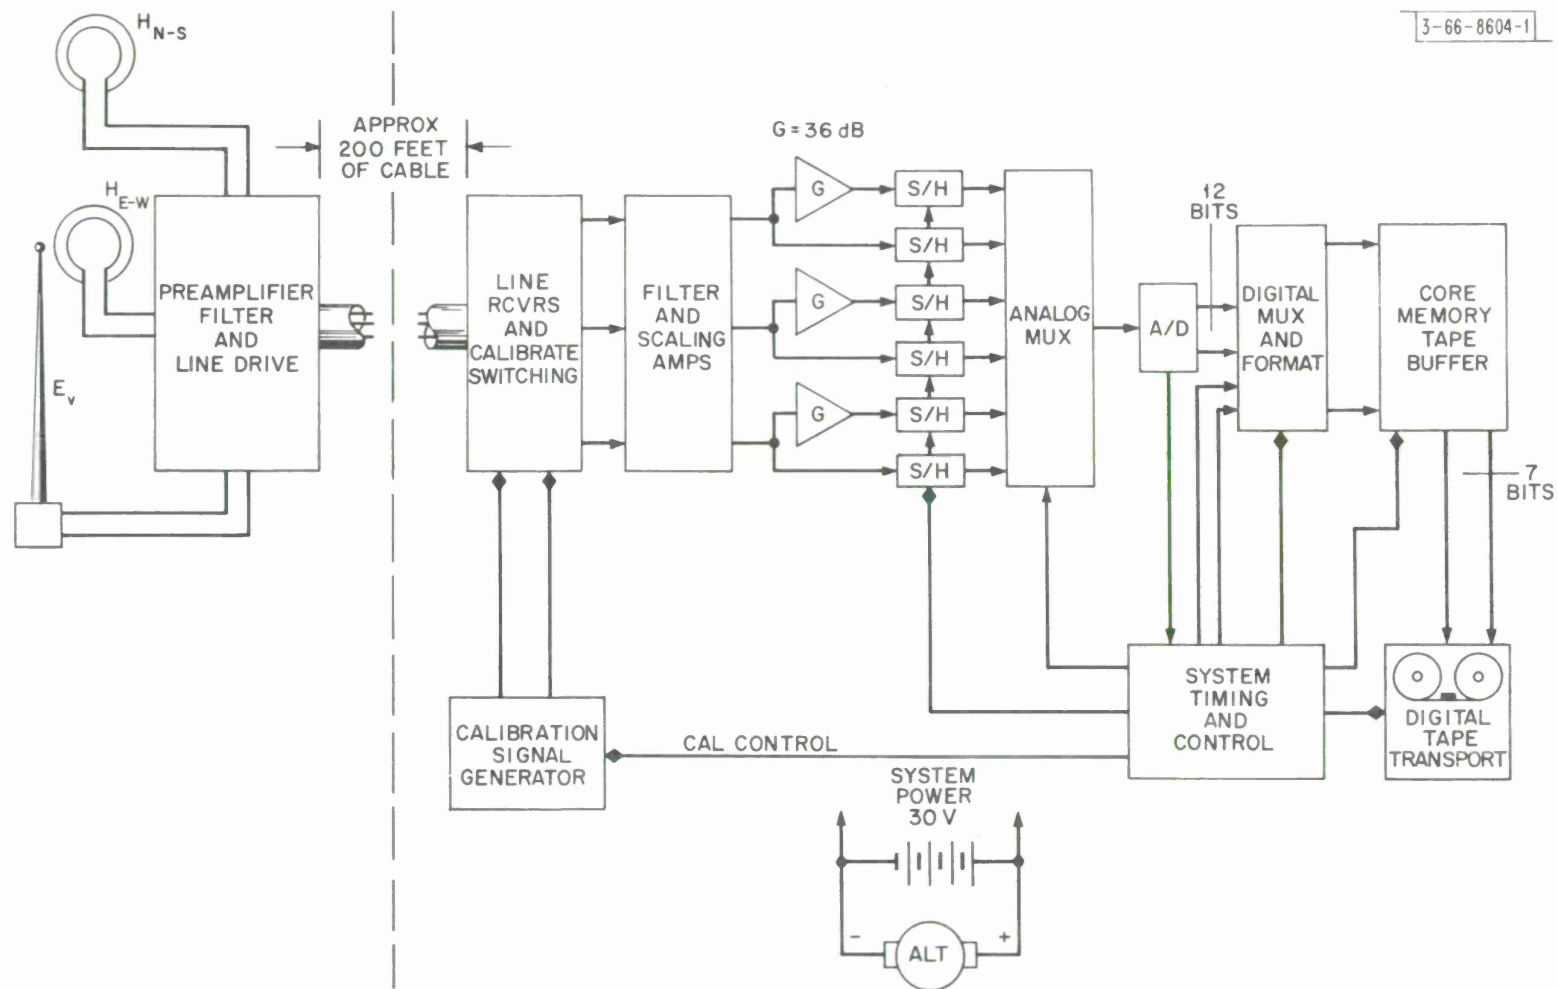 3-66-8604-1
H N-S
APPROX
200 FEET
OF CABLE
G = 36 dB
H E-W
E v
PREAMPLIFIER
FILTER
AND
LINE DRIVE
LINE
RCVRS
AND
CALIBRATE
SWITCHING
FILTER
AND
SCALING
AMPS
G
G
G
S/H
S/H
S/H
S/H
S/H
S/H
ANALOG
MUX
A/D
12
BITS
DIGITAL
MUX
AND
FORMAT
CORE
MEMORY
TAPE
BUFFER
7
BITS
CALIBRATION
SIGNAL
GENERATOR
CAL CONTROL
SYSTEM
TIMING
AND
CONTROL
DIGITAL
TAPE
TRANSPORT
SYSTEM
POWER
30 V
-
+
ALT